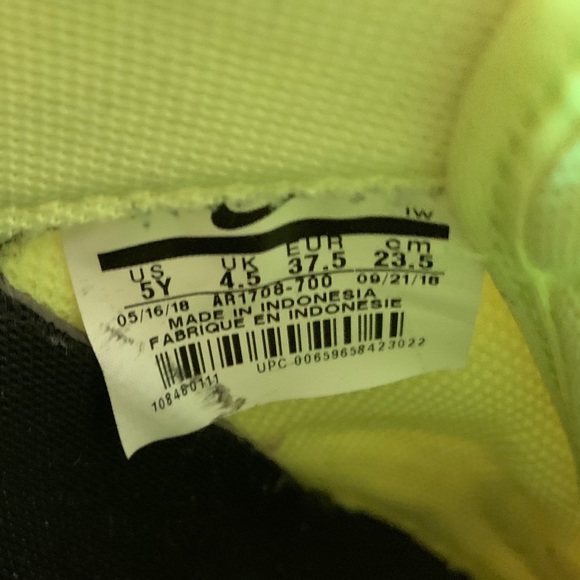 IW
US UK EUR cm
5Y 4.5 37.5 23.5
05/16/18 AR1708-700 09/21/18
MADE IN INDONESIA
FABRIQUE EN INDONESIE
UPC-00659658423022
108480111